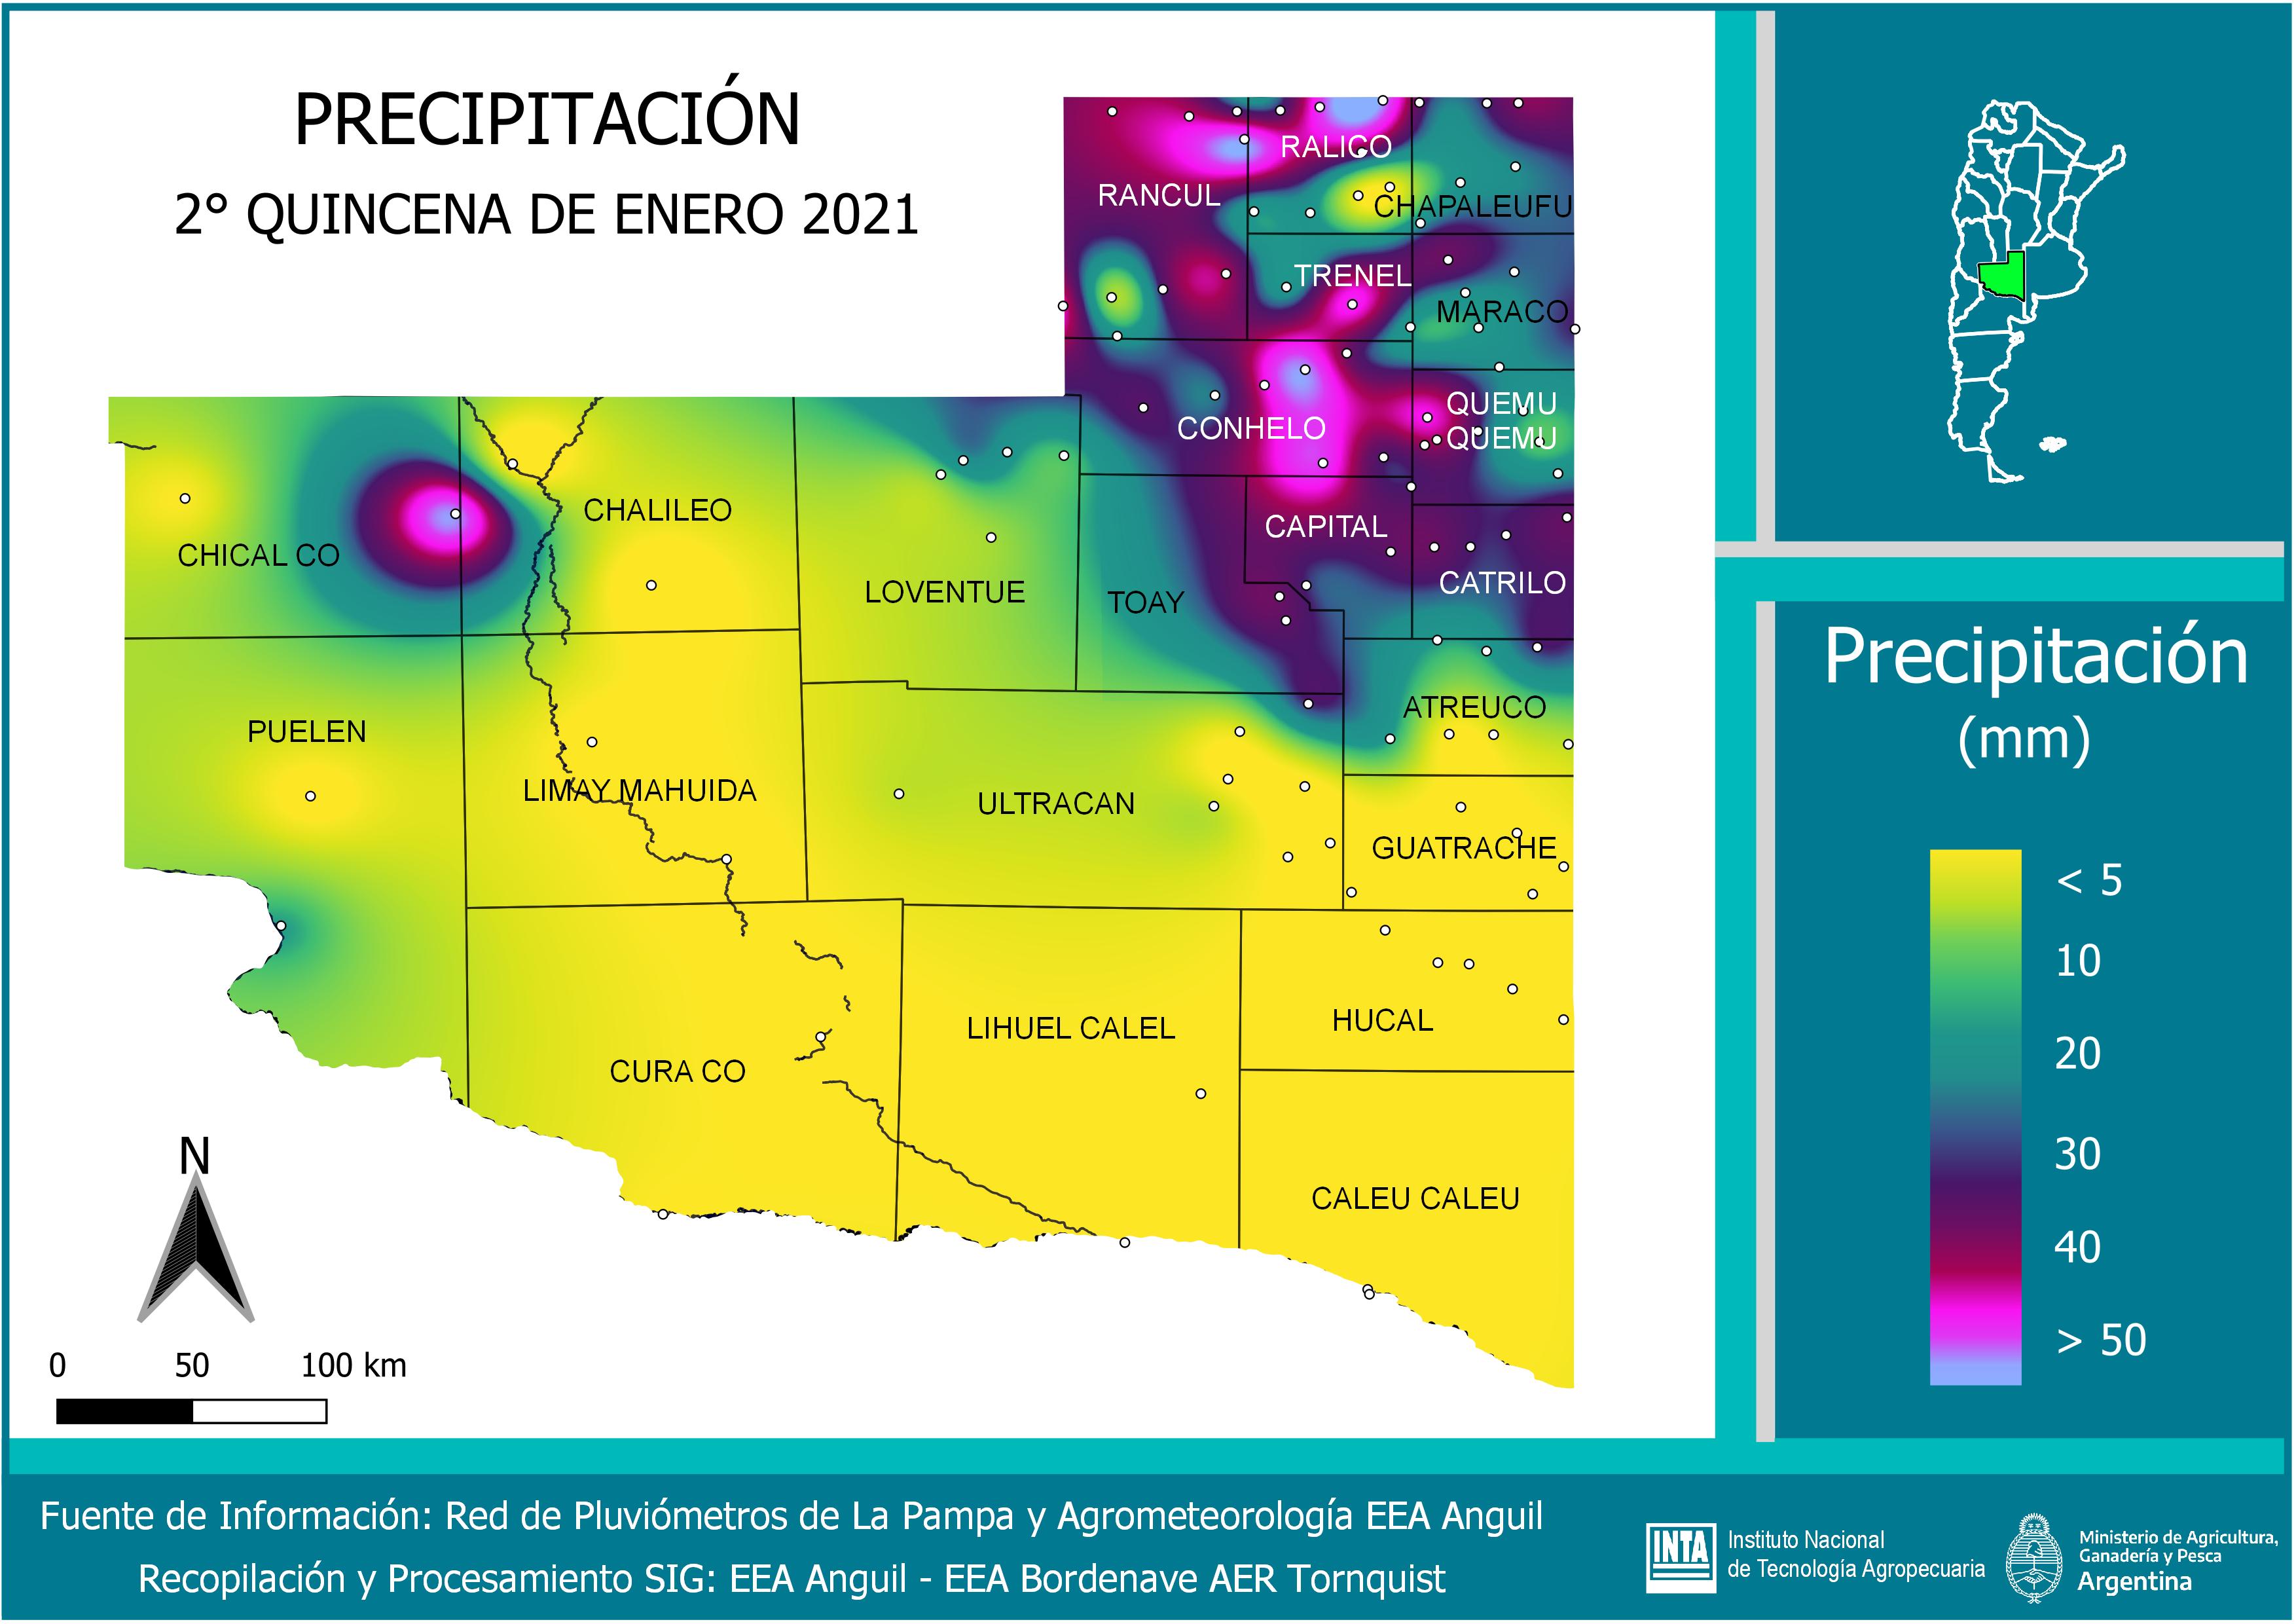 PRECIPITACIÓN
2° QUINCENA DE ENERO 2021
RALICO
RANCUL
CHAPALEUFU
TRENEL
MARACO
QUEMU
QUEMU
CONHELO
CHALILEO
CAPITAL
CHICAL CO
CATRILO
LOVENTUE
TOAY
ATREUCO
PUELEN
LIMAY MAHUIDA
ULTRACAN
GUATRACHE
HUCAL
LIHUEL CALEL
CURA CO
CALEU CALEU
N
0 50 100 km
Precipitación
(mm)
< 5
10
20
30
40
> 50
Fuente de Información: Red de Pluviómetros de La Pampa y Agrometeorología EEA Anguil
Recopilación y Procesamiento SIG: EEA Anguil - EEA Bordenave AER Tornquist
INTA
Instituto Nacional
de Tecnología Agropecuaria
Ministerio de Agricultura,
Ganadería y Pesca
Argentina